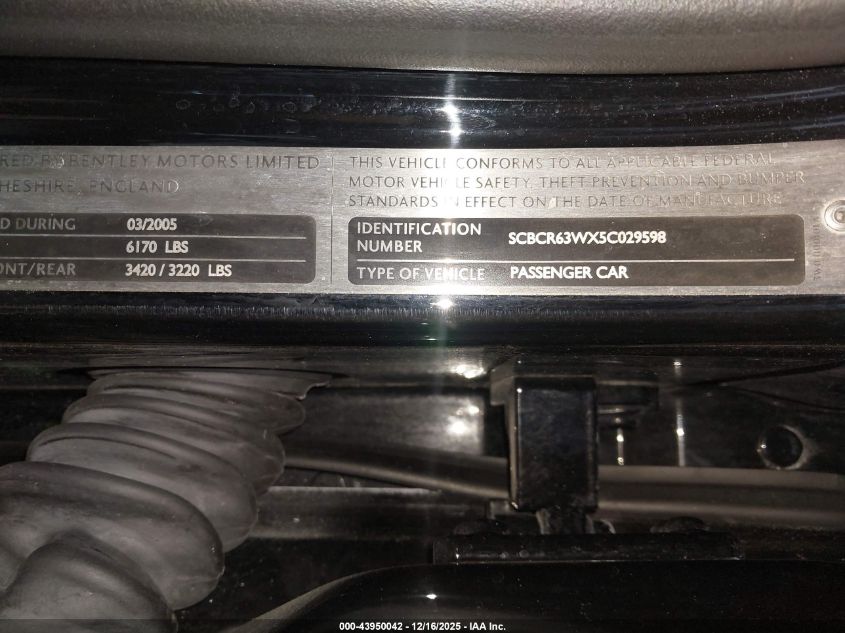 RED BY BENTLEY MOTORS LIMITED
HESHIRE, ENGLAND
D DURING 03/2005
6170 LBS
ONT/REAR 3420 / 3220 LBS
THIS VEHICLE CONFORMS TO ALL APPLICABLE FEDERAL
MOTOR VEHICLE SAFETY, THEFT PREVENTION AND BUMPER
STANDARDS IN EFFECT ON THE DATE OF MANUFACTURE
IDENTIFICATION
NUMBER SCBCR63WX5C029598
TYPE OF VEHICLE PASSENGER CAR
000-43950042 - 12/16/2025 - IAA Inc.